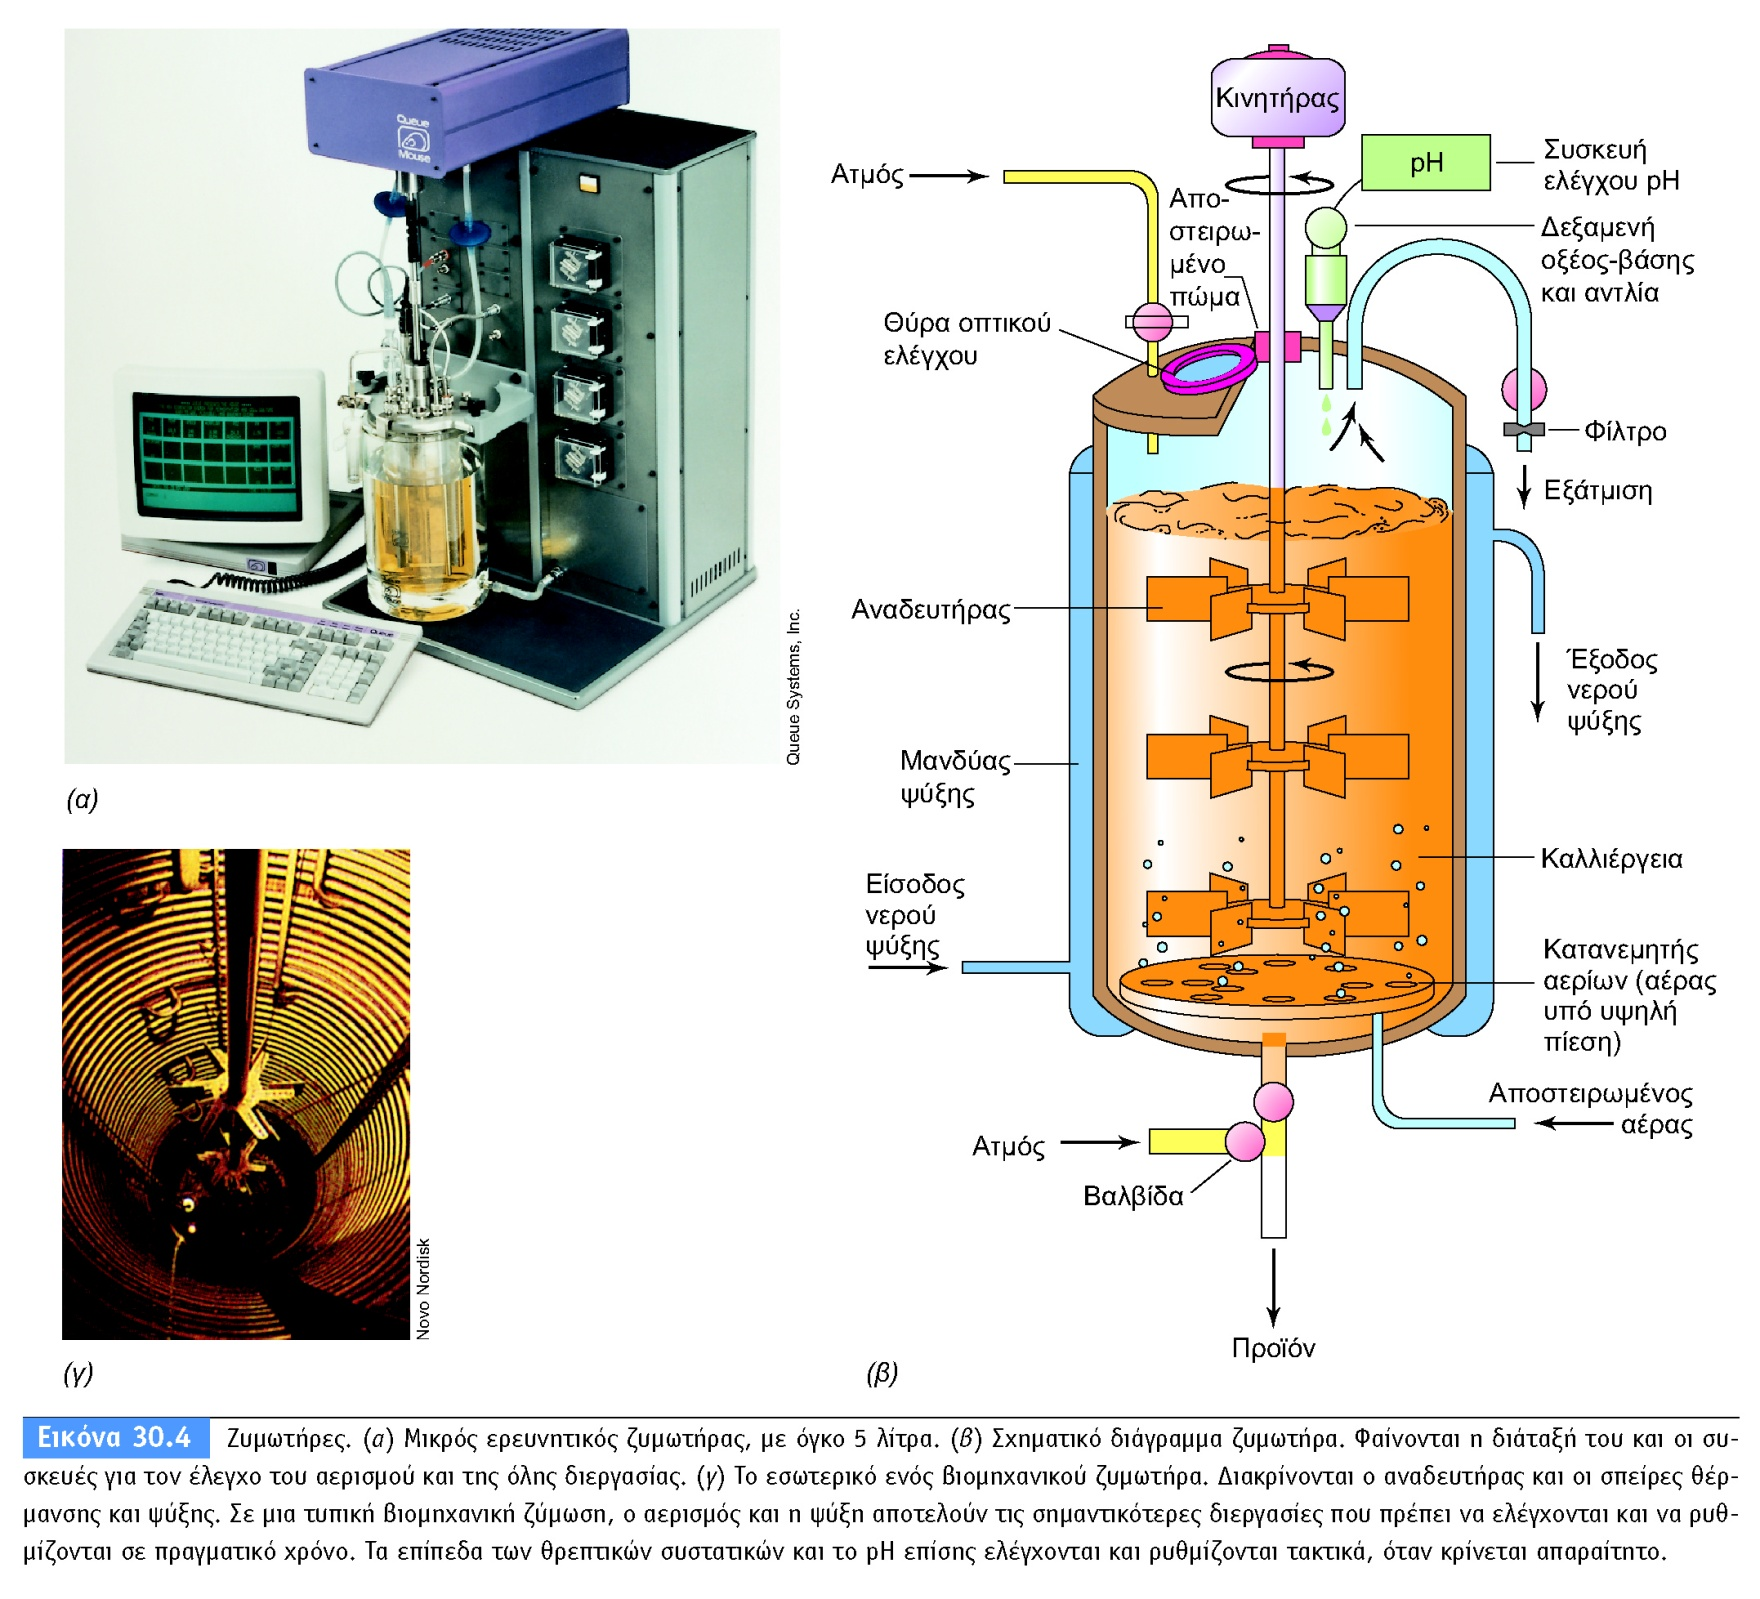 Queue
Mouse
Queue Systems, Inc.
(α)
Novo Nordisk
(γ)
Κινητήρας
Ατμός
Απο-
στειρω-
μένο
πώμα
pH
Συσκευή
ελέγχου pH
Δεξαμενή
οξέος-βάσης
και αντλία
Θύρα οπτικού
ελέγχου
Φίλτρο
Εξάτμιση
Αναδευτήρας
Έξοδος
νερού
ψύξης
Μανδύας
ψύξης
Καλλιέργεια
Είσοδος
νερού
ψύξης
Κατανεμητής
αερίων (αέρας
υπό υψηλή
πίεση)
Αποστειρωμένος
αέρας
Ατμός
Βαλβίδα
Προϊόν
(β)
Εικόνα 30.4 Ζυμωτήρες. (α) Μικρός ερευνητικός ζυμωτήρας, με όγκο 5 λίτρα. (β) Σχηματικό διάγραμμα ζυμωτήρα. Φαίνονται η διάταξή του και οι συ-
σκευές για τον έλεγχο του αερισμού και της όλης διεργασίας. (γ) Το εσωτερικό ενός βιομηχανικού ζυμωτήρα. Διακρίνονται ο αναδευτήρας και οι σπείρες θέρ-
μανσης και ψύξης. Σε μια τυπική βιομηχανική ζύμωση, ο αερισμός και η ψύξη αποτελούν τις σημαντικότερες διεργασίες που πρέπει να ελέγχονται και να ρυθ-
μίζονται σε πραγματικό χρόνο. Τα επίπεδα των θρεπτικών συστατικών και το pH επίσης ελέγχονται και ρυθμίζονται τακτικά, όταν κρίνεται απαραίτητο.